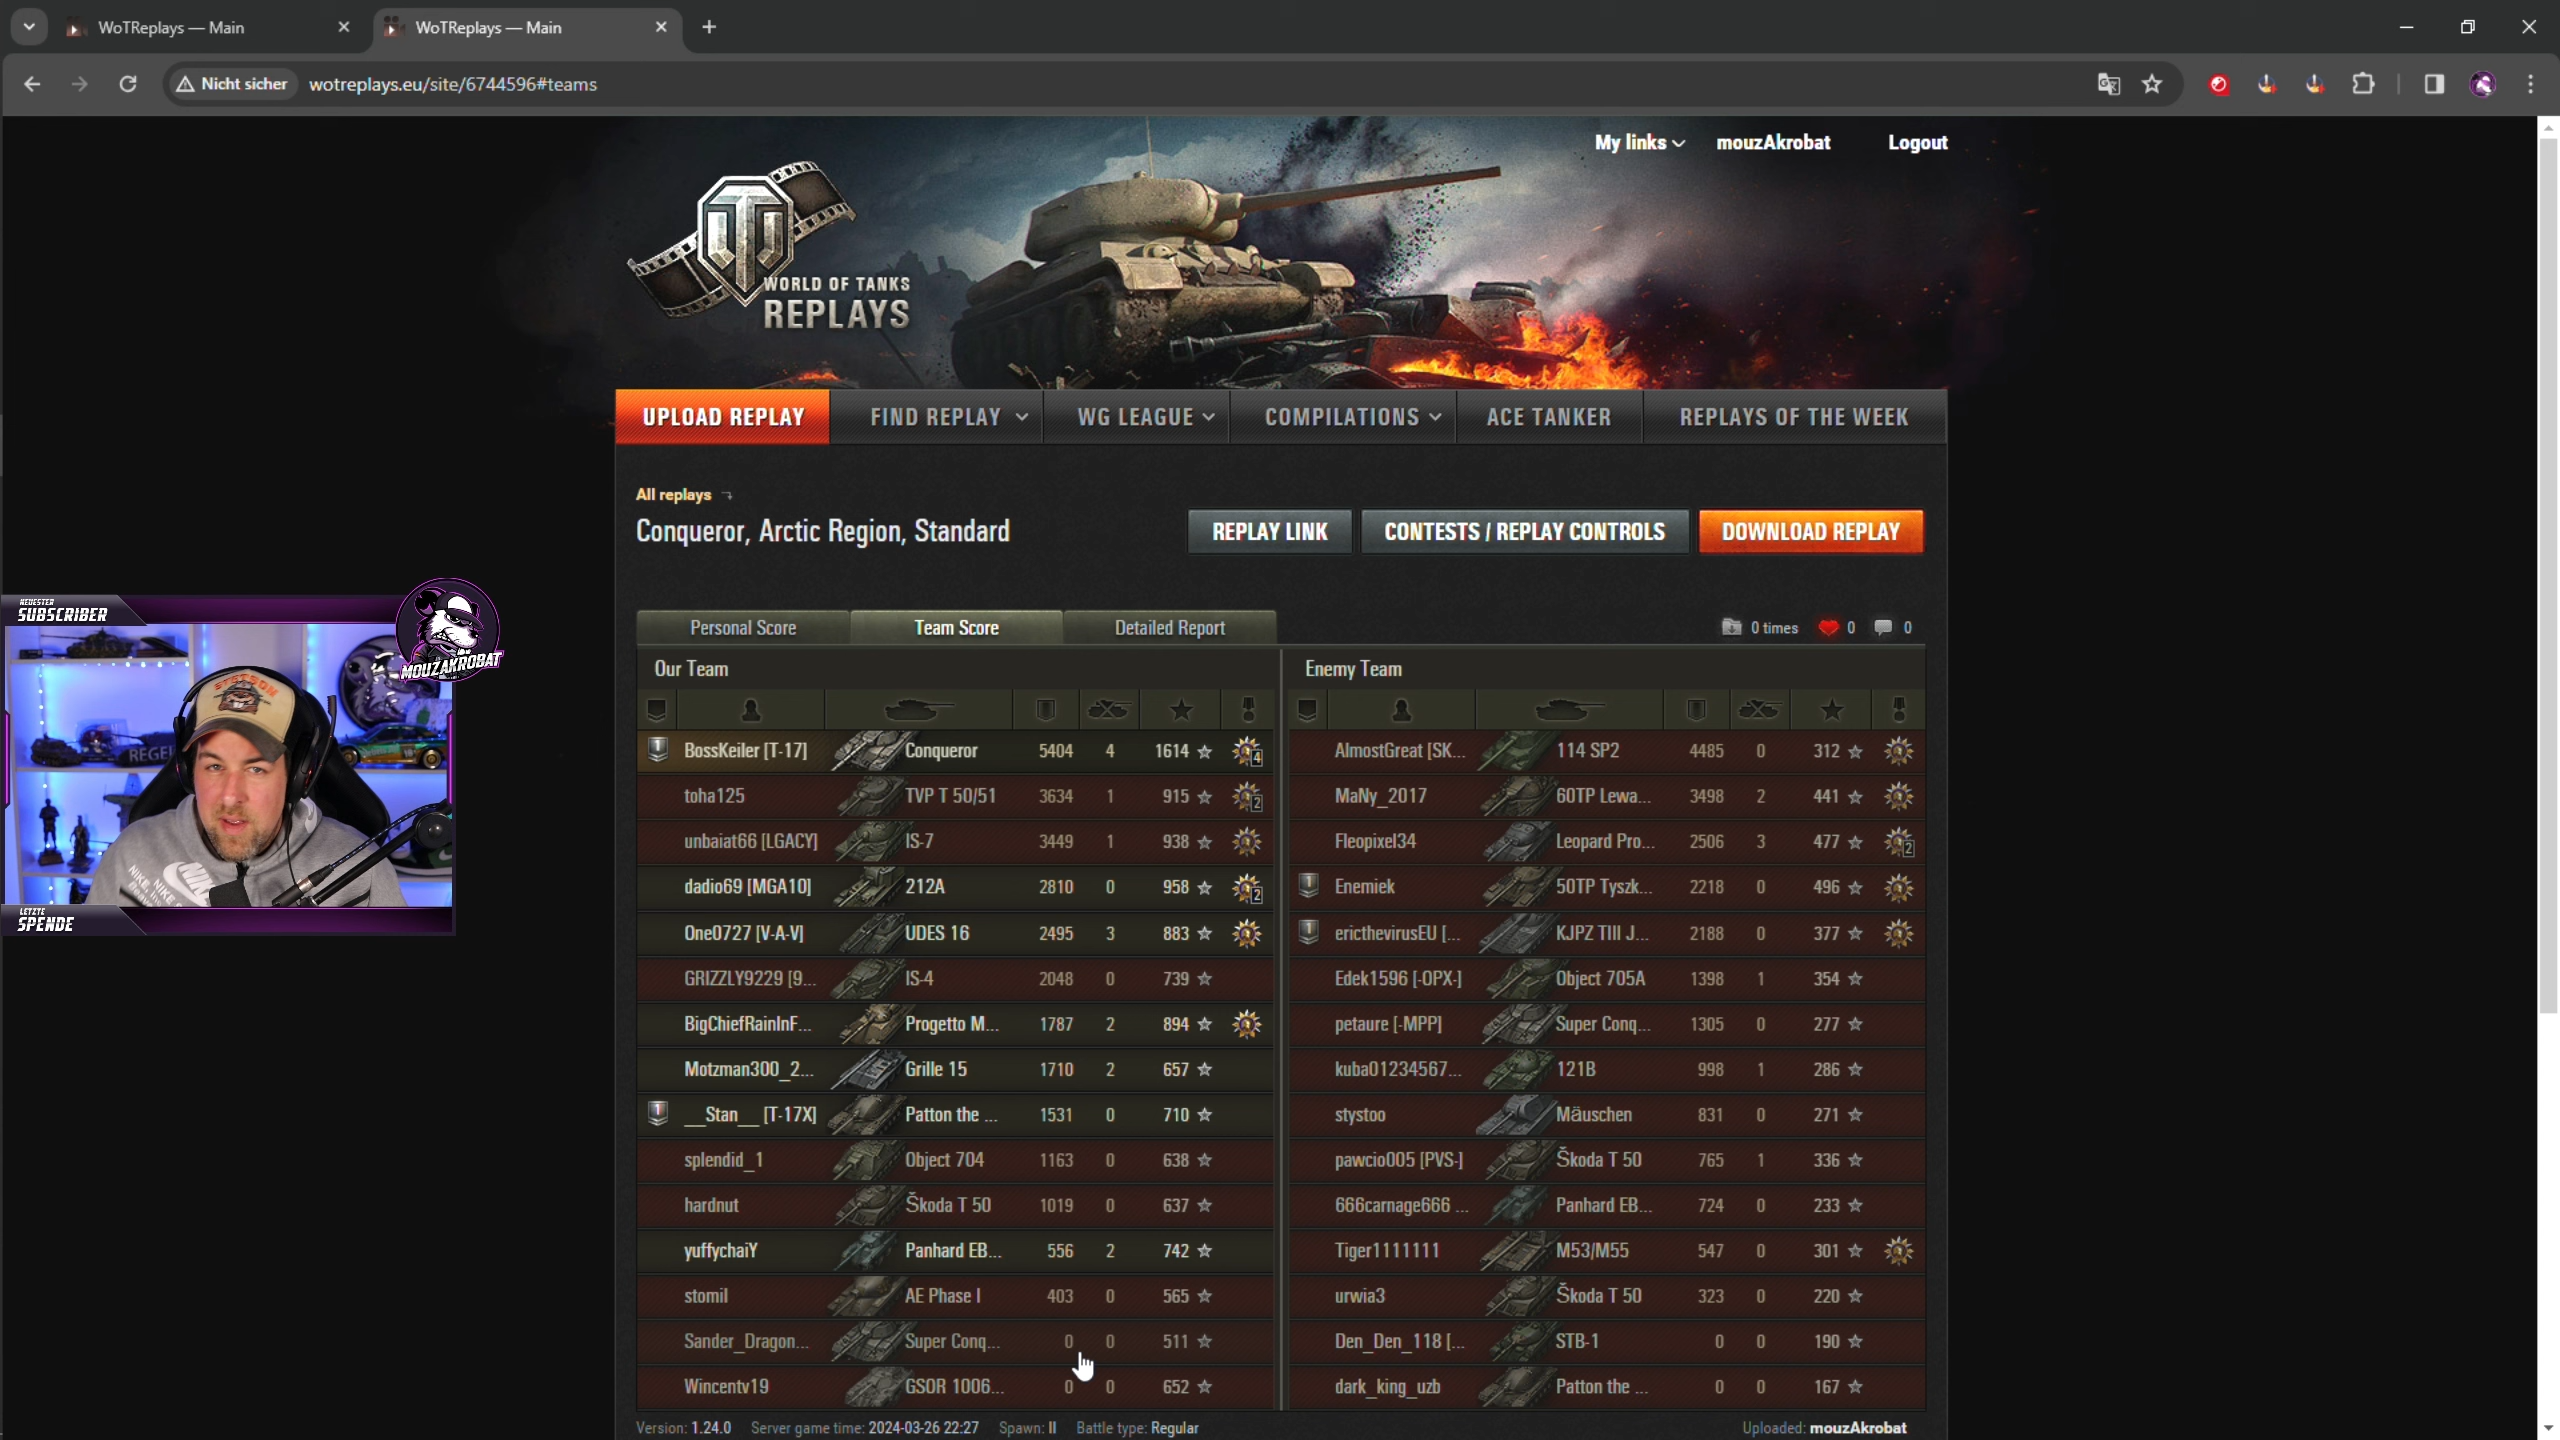 WoTReplays — Main
WoTReplays — Main
Nicht sicher
wotreplays.eu/site/6744596#teams
My links
mouzAkrobat
Logout
WORLD OF TANKS
REPLAYS
UPLOAD REPLAY
FIND REPLAY
WG LEAGUE
COMPILATIONS
ACE TANKER
REPLAYS OF THE WEEK
All replays
Conqueror, Arctic Region, Standard
REPLAY LINK
CONTESTS / REPLAY CONTROLS
DOWNLOAD REPLAY
Personal Score
Team Score
Detailed Report
0 times 0 0
Our Team
Enemy Team
BossKeiler [T-17] Conqueror 5404 4 1614 4
AlmostGreat [SK... 114 SP2 4485 0 312
toha125 TVP T 50/51 3634 1 915 2
MaNy_2017 60TP Lewa... 3498 2 441
unbaiat66 [LGACY] IS-7 3449 1 938
Fleopixel34 Leopard Pro... 2506 3 477 2
dadio69 [MGA10] 212A 2810 0 958 2
Enemiek 50TP Tyszk... 2218 0 496
One0727 [V-A-V] UDES 16 2495 3 883
ericthevirusEU [... KJPZ TIII J... 2188 0 377
GRIZZLY9229 [9... IS-4 2048 0 739
Edek1596 [-OPX-] Object 705A 1398 1 354
BigChiefRainInF... Progetto M... 1787 2 894
petaure [-MPP] Super Conq... 1305 0 277
Motzman300_2... Grille 15 1710 2 657
kuba01234567... 121B 998 1 286
__Stan__ [T-17X] Patton the ... 1531 0 710
stystoo Mäuschen 831 0 271
splendid_1 Object 704 1163 0 638
pawcio005 [PVS-] Škoda T 50 765 1 336
hardnut Škoda T 50 1019 0 637
666carnage666 ... Panhard EB... 724 0 233
yuffychaiY Panhard EB... 556 2 742
Tiger1111111 M53/M55 547 0 301
stomil AE Phase I 403 0 565
urwia3 Škoda T 50 323 0 220
Sander_Dragon... Super Conq... 0 0 511
Den_Den_118 [... STB-1 0 0 190
Wincentv19 GSOR 1006... 0 0 652
dark_king_uzb Patton the ... 0 0 167
Version: 1.24.0 Server game time: 2024-03-26 22:27 Spawn: II Battle type: Regular
Uploaded: mouzAkrobat
NEUESTER
SUBSCRIBER
MOUZAKROBAT
STETSON
REGE
NIKE, INC
LETZTE
SPENDE